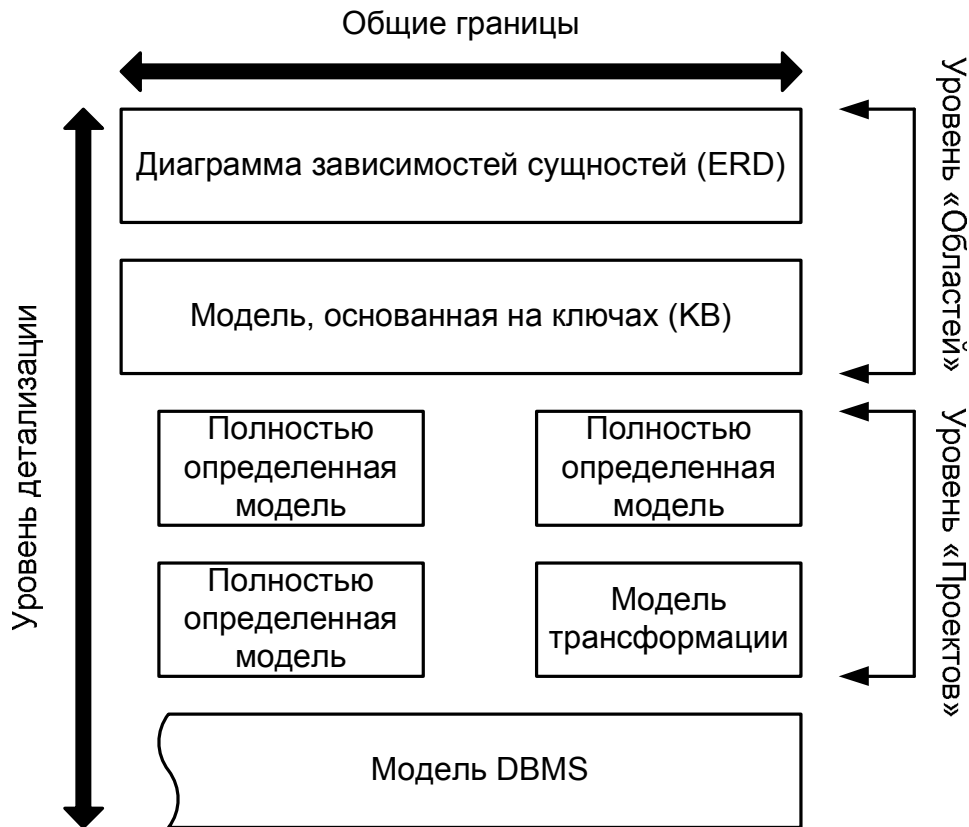 Общие границы
Уровень детализации
Диаграмма зависимостей сущностей (ERD)
Модель, основанная на ключах (KB)
Уровень «Областей»
Полностью
определенная
модель
Полностью
определенная
модель
Полностью
определенная
модель
Модель
трансформации
Уровень «Проектов»
Модель DBMS